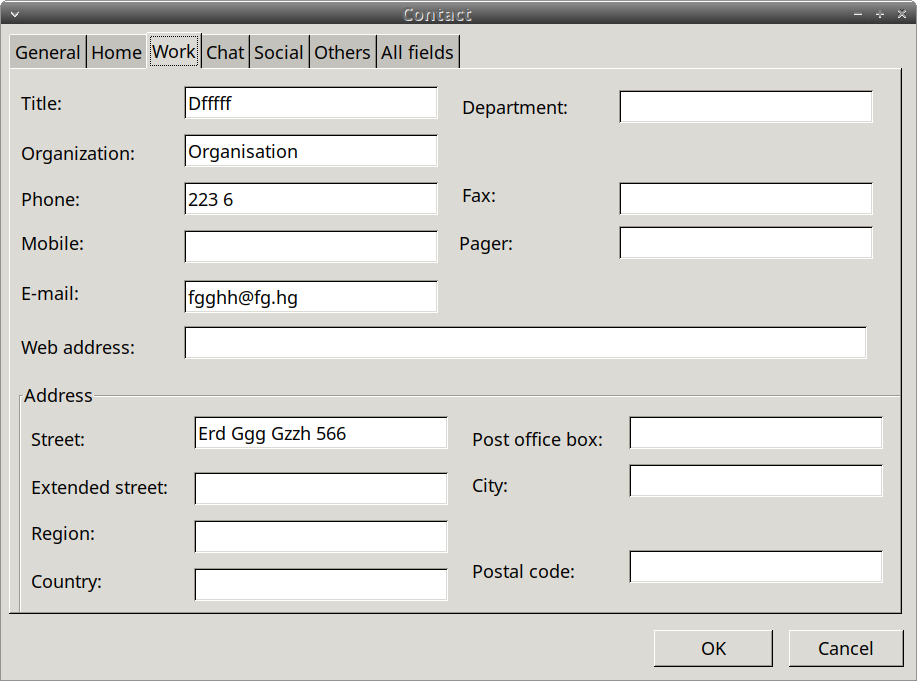 Contact
General Home Work Chat Social Others All fields
Title: Dfffff Department:
Organization: Organisation
Phone: 223 6 Fax:
Mobile: Pager:
E-mail: fgghh@fg.hg
Web address:
Address
Street: Erd Ggg Gzzh 566 Post office box:
Extended street: City:
Region:
Country: Postal code:
OK Cancel